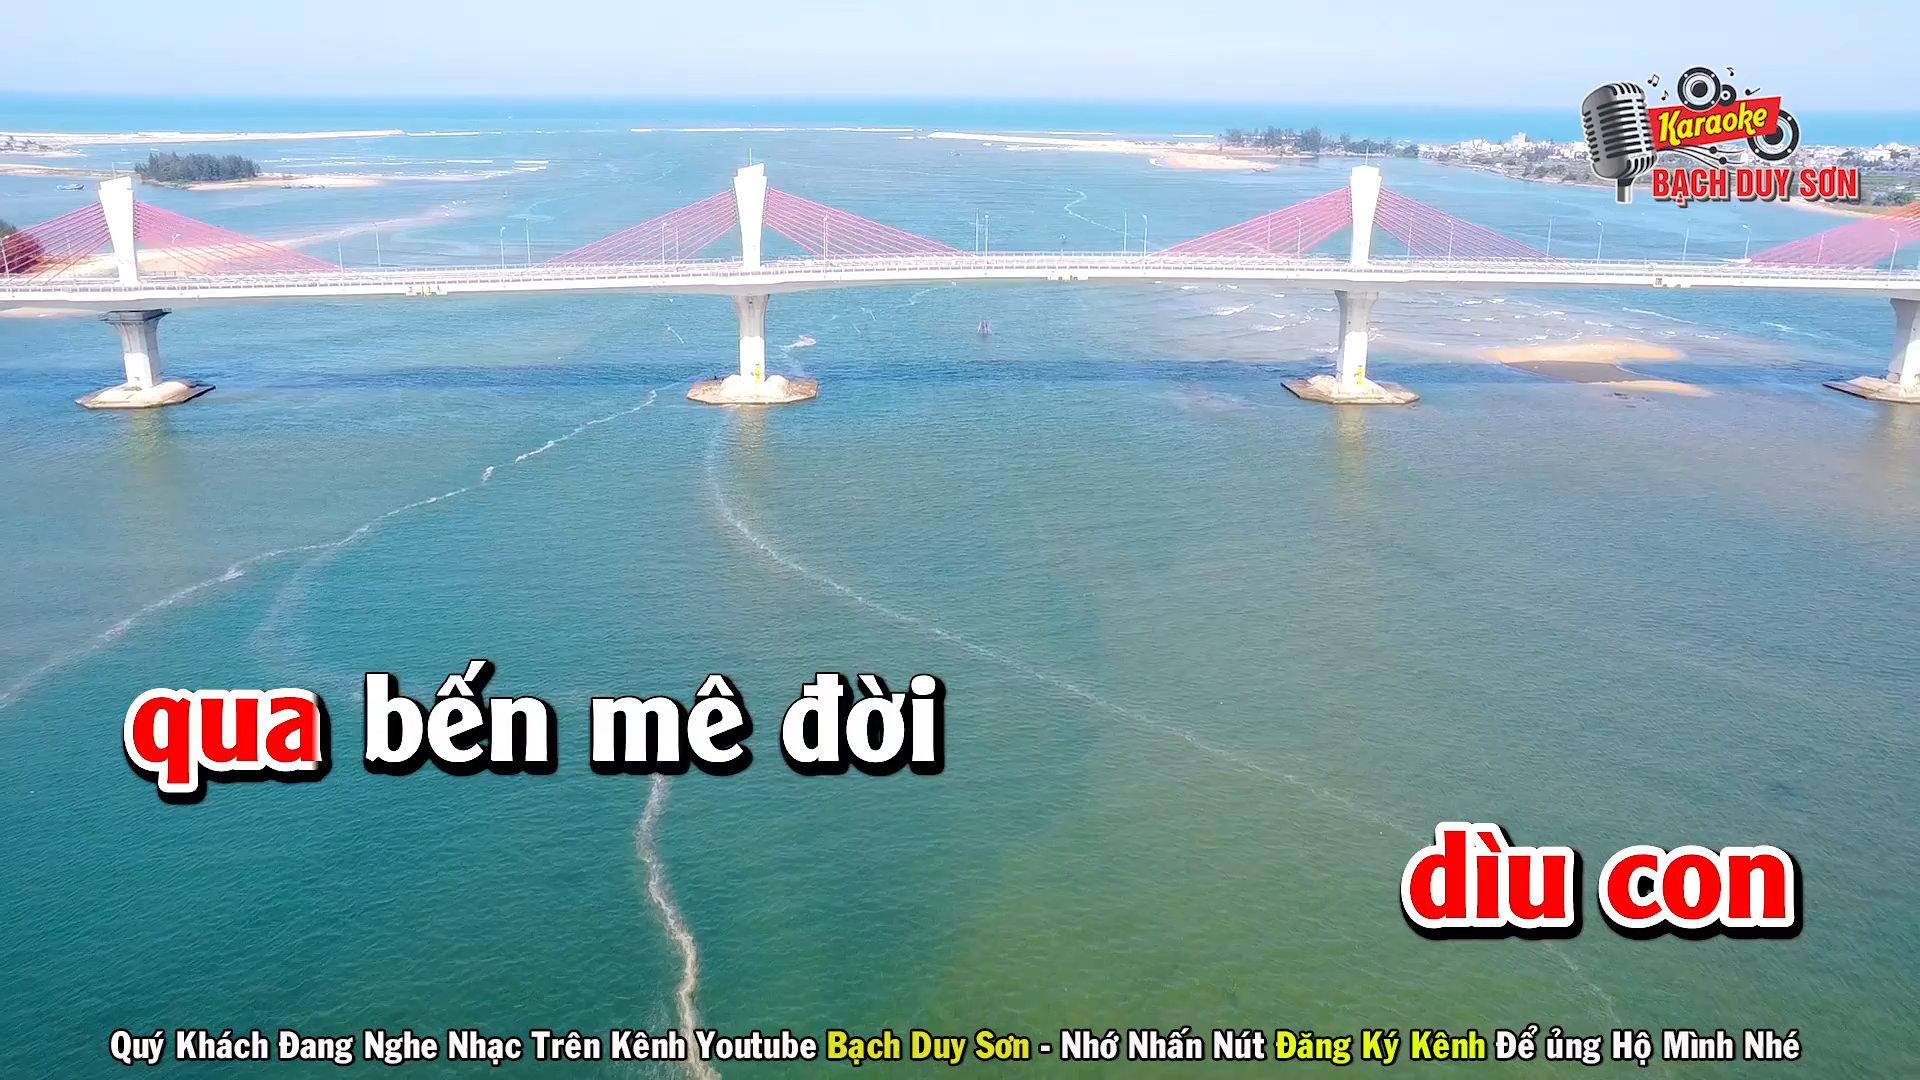 Karaoke
BẠCH DUY SƠN
qua bến mê đời
dìu con
Quý Khách Đang Nghe Nhạc Trên Kênh Youtube Bạch Duy Sơn - Nhớ Nhấn Nút Đăng Ký Kênh Để ủng Hộ Mình Nhé